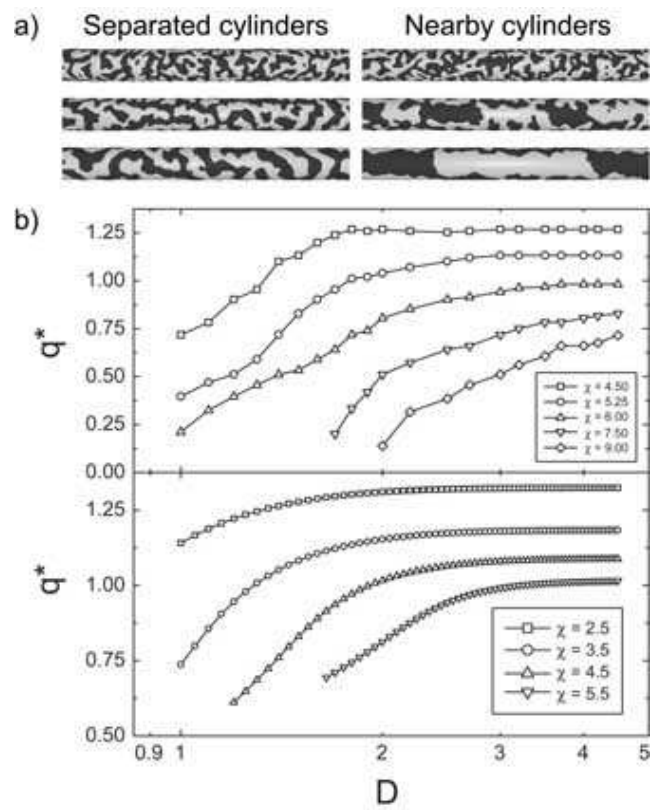 a) Separated cylinders Nearby cylinders
b)
1.25
1.00
0.75
0.50
0.25
0.00
q*
χ = 4.50
χ = 5.25
χ = 6.00
χ = 7.50
χ = 9.00
1.25
1.00
0.75
0.50
q*
χ = 2.5
χ = 3.5
χ = 4.5
χ = 5.5
0.9 1 2 3 4 5
D